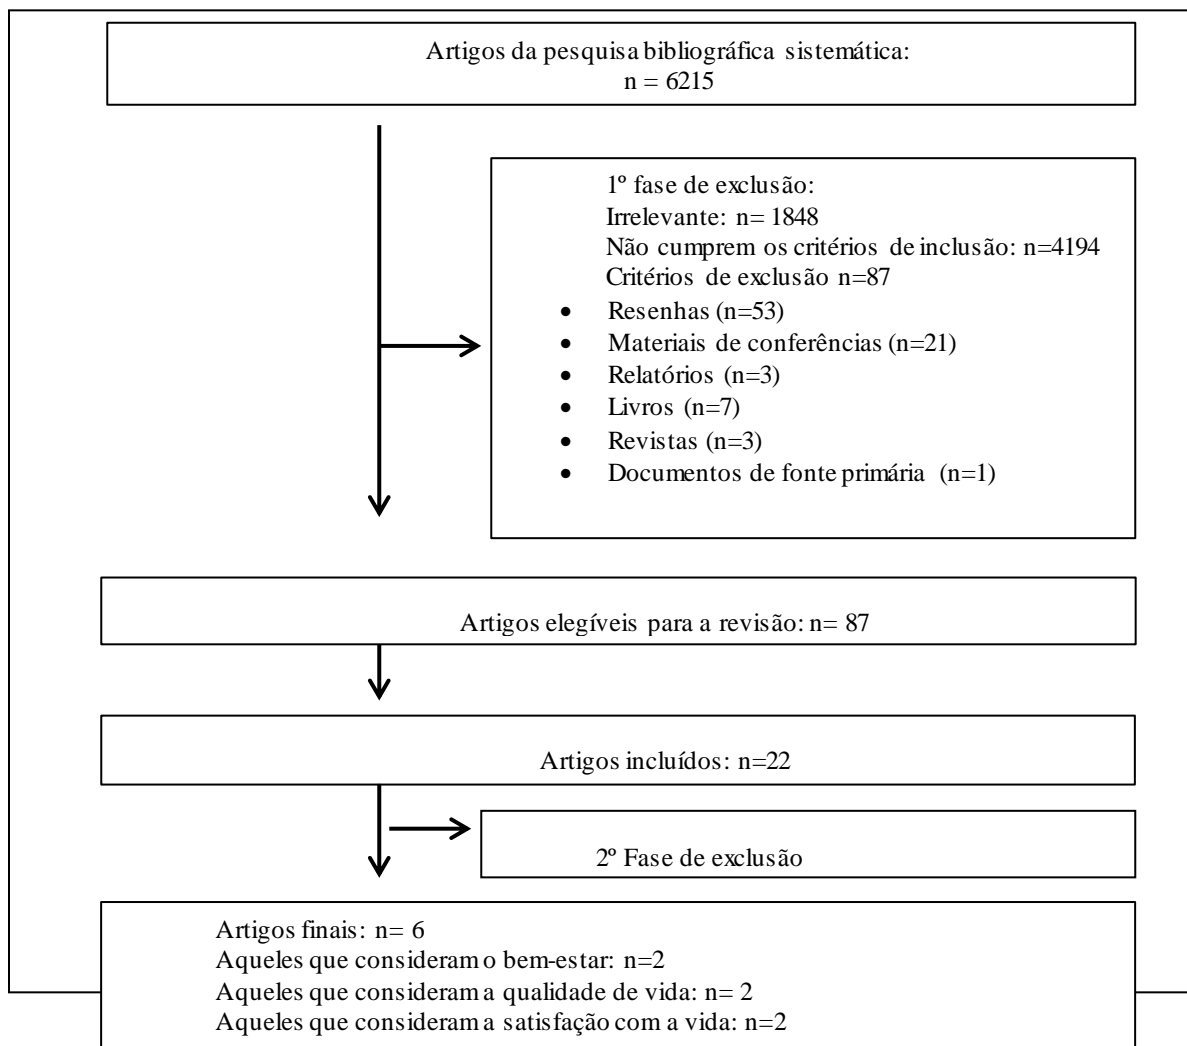 Artigos da pesquisa bibliográfica sistemática:
n = 6215
1º fase de exclusão:
Irrelevante: n= 1848
Não cumprem os critérios de inclusão: n=4194
Critérios de exclusão n=87
• Resenhas (n=53)
• Materiais de conferências (n=21)
• Relatórios (n=3)
• Livros (n=7)
• Revistas (n=3)
• Documentos de fonte primária (n=1)
Artigos elegíveis para a revisão: n= 87
Artigos incluídos: n=22
2º Fase de exclusão
Artigos finais: n= 6
Aqueles que consideram o bem-estar: n=2
Aqueles que consideram a qualidade de vida: n= 2
Aqueles que consideram a satisfação com a vida: n=2